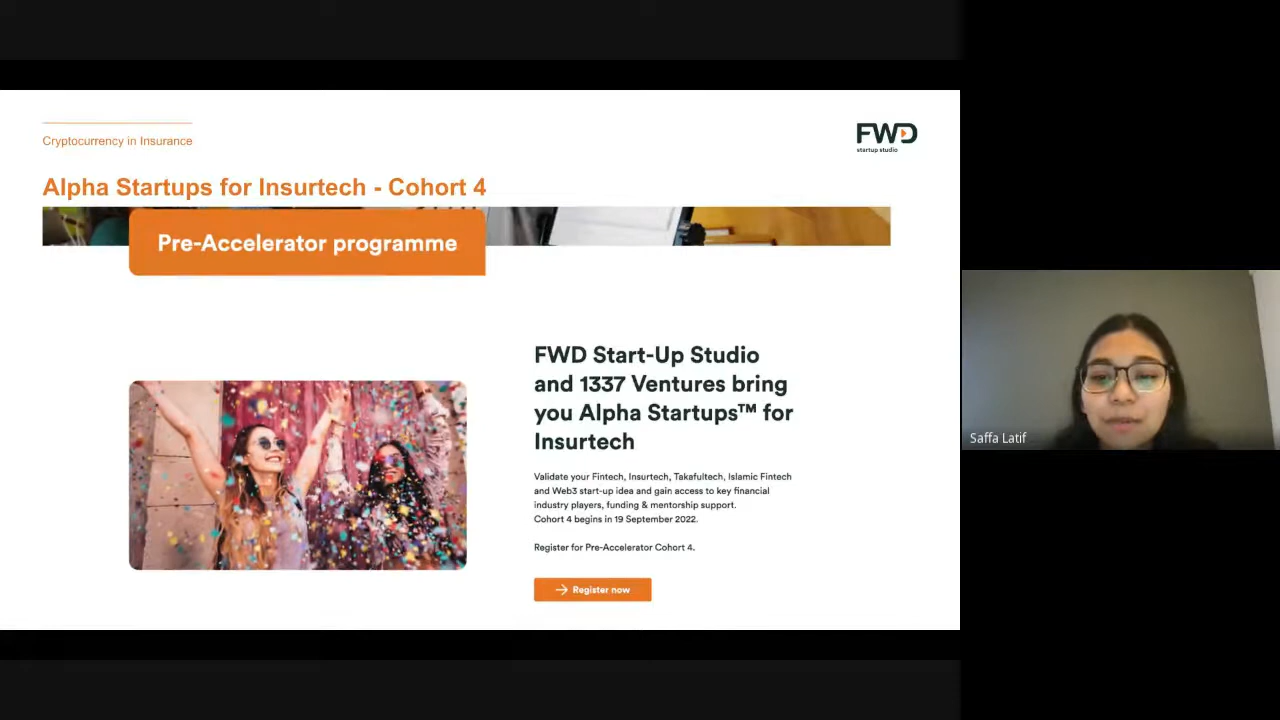 Cryptocurrency in Insurance
FWD
startup studio
Alpha Startups for Insurtech - Cohort 4
Pre-Accelerator programme
FWD Start-Up Studio
and 1337 Ventures bring
you Alpha Startups™ for
Insurtech
Validate your Fintech, Insurtech, Takafultech, Islamic Fintech
and Web3 start-up idea and gain access to key financial
industry players, funding & mentorship support.
Cohort 4 begins in 19 September 2022.
Register for Pre-Accelerator Cohort 4.
Register now
Saffa Latif